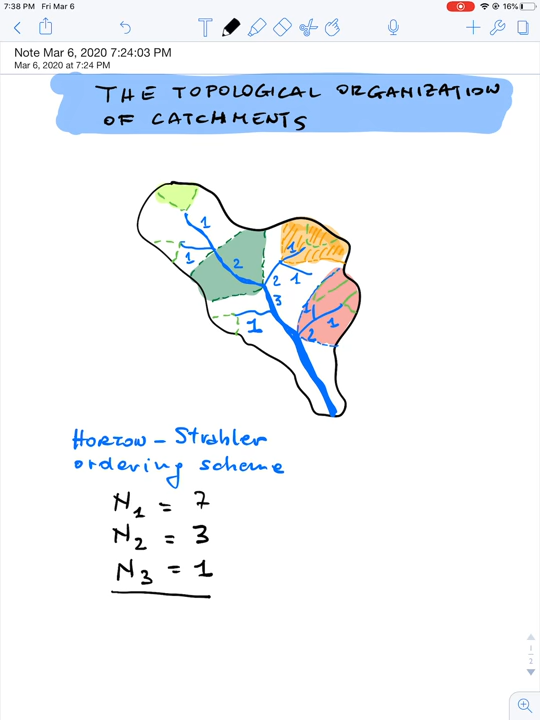 7:38 PM Fri Mar 6
16%
Note Mar 6, 2020 7:24:03 PM
Mar 6, 2020 at 7:24 PM
THE TOPOLOGICAL ORGANIZATION
OF CATCHMENTS
1
1
2
1
2
1
3
1
1
1
2
HORTON - Strahler
ordering scheme
N1 = 7
N2 = 3
N3 = 1
1
2